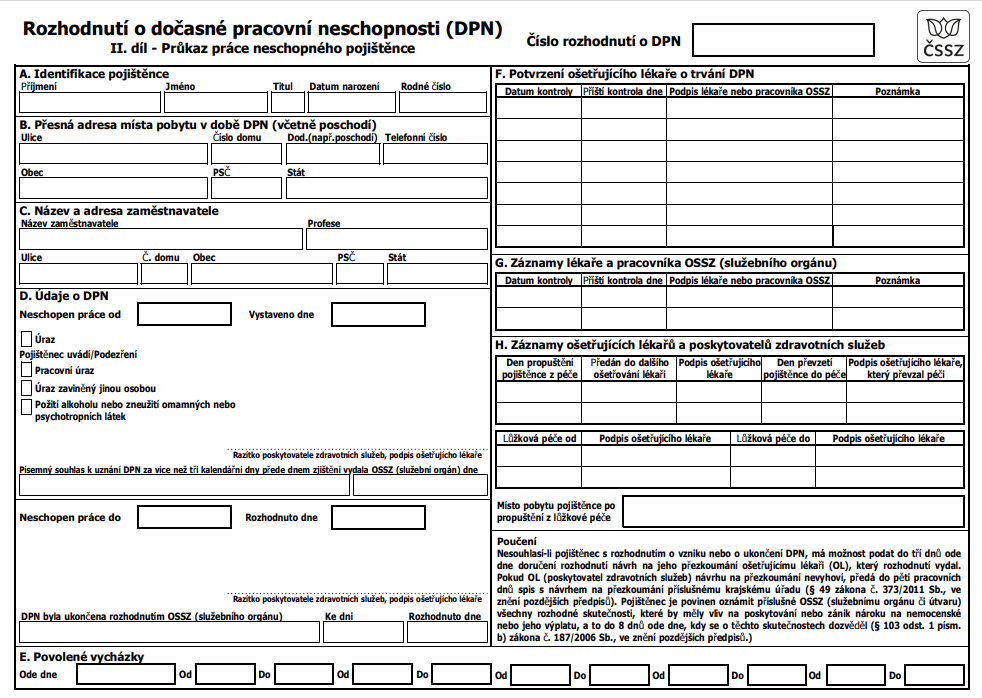 Rozhodnutí o dočasné pracovní neschopnosti (DPN)
II. díl - Průkaz práce neschopného pojištěnce
Číslo rozhodnutí o DPN
ČSSZ
A. Identifikace pojištěnce
Příjmení Jméno Titul Datum narození Rodné číslo
B. Přesná adresa místa pobytu v době DPN (včetně poschodí)
Ulice Číslo domu Dod.(např.poschodí) Telefonní číslo
Obec PSČ Stát
C. Název a adresa zaměstnavatele
Název zaměstnavatele Profese
Ulice Č. domu Obec PSČ Stát
D. Údaje o DPN
Neschopen práce od Vystaveno dne
Úraz
Pojištěnec uvádí/Podezření
Pracovní úraz
Úraz zaviněný jinou osobou
Požití alkoholu nebo zneužití omamných nebo
psychotropních látek
Razítko poskytovatele zdravotních služeb, podpis ošetřujícího lékaře
Písemný souhlas k uznání DPN za více než tři kalendářní dny přede dnem zjištění vydala OSSZ (služební orgán) dne
Neschopen práce do Rozhodnuto dne
Razítko poskytovatele zdravotních služeb, podpis ošetřujícího lékaře
DPN byla ukončena rozhodnutím OSSZ (služebního orgánu) Ke dni Rozhodnuto dne
F. Potvrzení ošetřujícího lékaře o trvání DPN
Datum kontroly Příští kontrola dne Podpis lékaře nebo pracovníka OSSZ Poznámka
G. Záznamy lékaře a pracovníka OSSZ (služebního orgánu)
Datum kontroly Příští kontrola dne Podpis lékaře nebo pracovníka OSSZ Poznámka
H. Záznamy ošetřujících lékařů a poskytovatelů zdravotních služeb
Den propuštění Předán do dalšího Podpis ošetřujícího Den převzetí Podpis ošetřujícího lékaře,
pojištěnce z péče ošetřování lékaři lékaře pojištěnce do péče který převzal péči
Lůžková péče od Podpis ošetřujícího lékaře Lůžková péče do Podpis ošetřujícího lékaře
Místo pobytu pojištěnce po
propuštění z lůžkové péče
Poučení
Nesouhlasí-li pojištěnec s rozhodnutím o vzniku nebo o ukončení DPN, má možnost podat do tří dnů ode
dne doručení rozhodnutí návrh na jeho přezkoumání ošetřujícímu lékaři (OL), který rozhodnutí vydal.
Pokud OL (poskytovatel zdravotních služeb) návrhu na přezkoumání nevyhoví, předá do pěti pracovních
dnů spis s návrhem na přezkoumání příslušnému krajskému úřadu (§ 49 zákona č. 373/2011 Sb., ve
znění pozdějších předpisů). Pojištěnec je povinen oznámit příslušné OSSZ (služebnímu orgánu či útvaru)
všechny rozhodné skutečnosti, které by měly vliv na poskytování nebo zánik nároku na nemocenské
nebo jeho výplatu, a to do 8 dnů ode dne, kdy se o těchto skutečnostech dozvěděl (§ 103 odst. 1 písm.
b) zákona č. 187/2006 Sb., ve znění pozdějších předpisů.)
E. Povolené vycházky
Ode dne Od Do Od Do Od Do Od Do Od Do